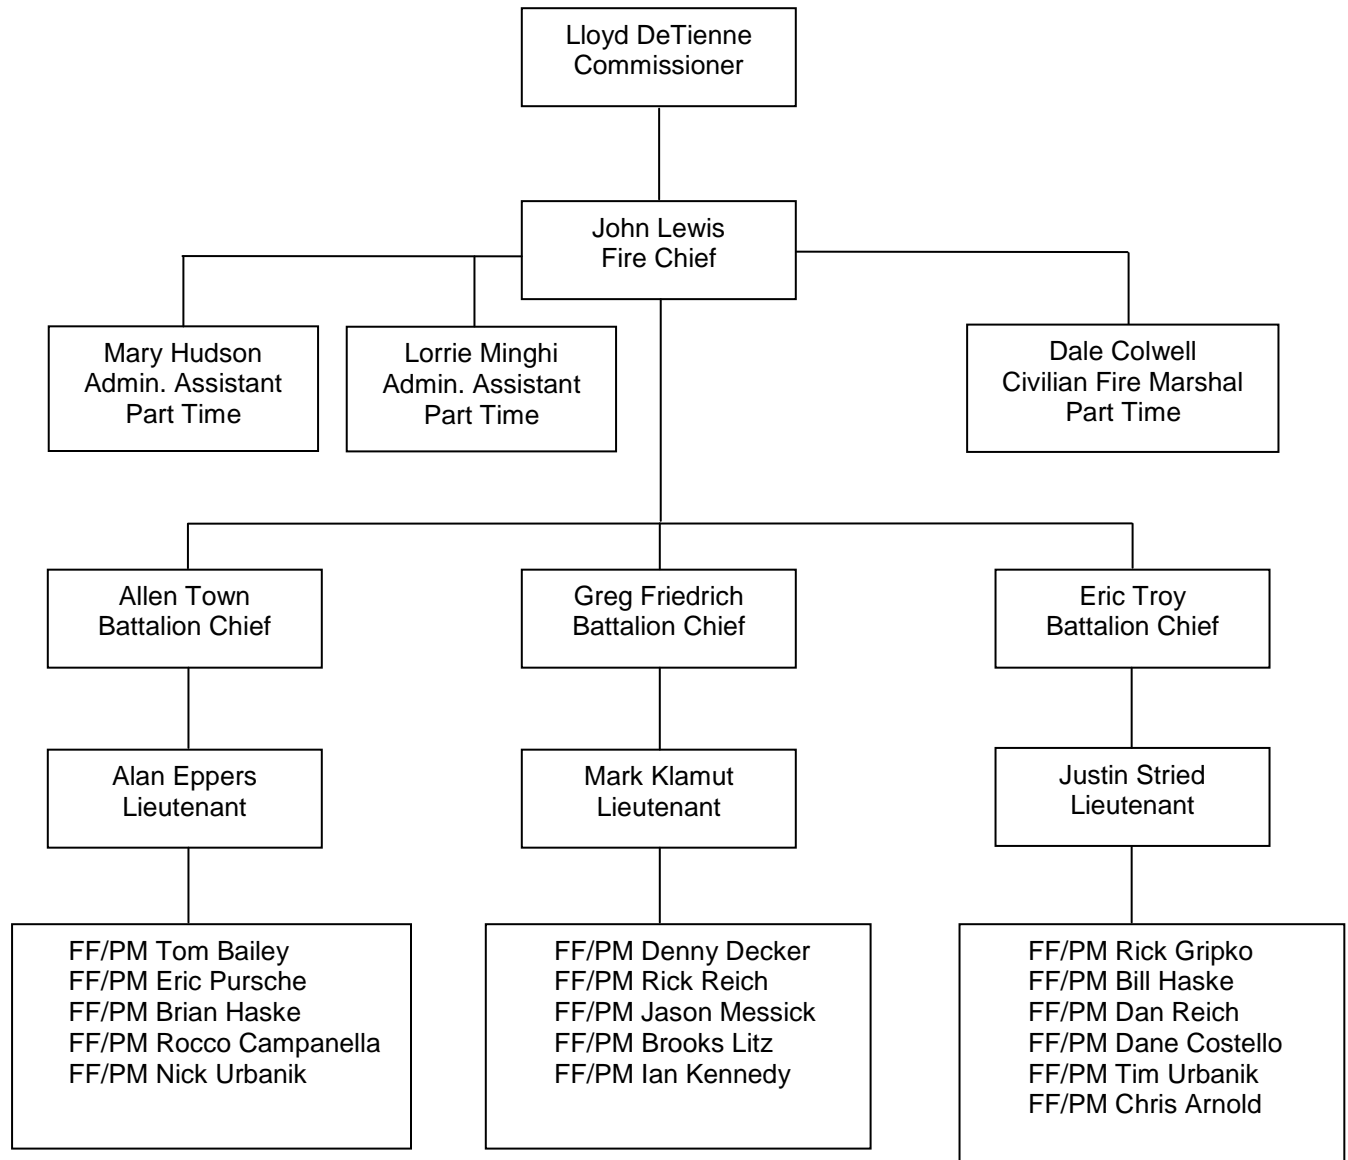 Lloyd DeTienne
Commissioner
John Lewis
Fire Chief
Mary Hudson
Admin. Assistant
Part Time
Lorrie Minghi
Admin. Assistant
Part Time
Dale Colwell
Civilian Fire Marshal
Part Time
Allen Town
Battalion Chief
Greg Friedrich
Battalion Chief
Eric Troy
Battalion Chief
Alan Eppers
Lieutenant
Mark Klamut
Lieutenant
Justin Stried
Lieutenant
FF/PM Tom Bailey
FF/PM Eric Pursche
FF/PM Brian Haske
FF/PM Rocco Campanella
FF/PM Nick Urbanik
FF/PM Denny Decker
FF/PM Rick Reich
FF/PM Jason Messick
FF/PM Brooks Litz
FF/PM Ian Kennedy
FF/PM Rick Gripko
FF/PM Bill Haske
FF/PM Dan Reich
FF/PM Dane Costello
FF/PM Tim Urbanik
FF/PM Chris Arnold